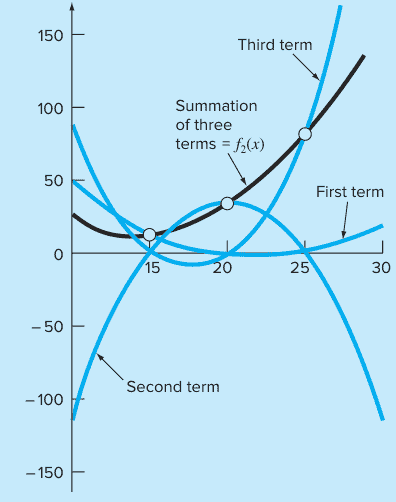 150
Third term
100
Summation
of three
terms = f₂(x)
50
First term
0
15
20
25
30
– 50
Second term
– 100
– 150